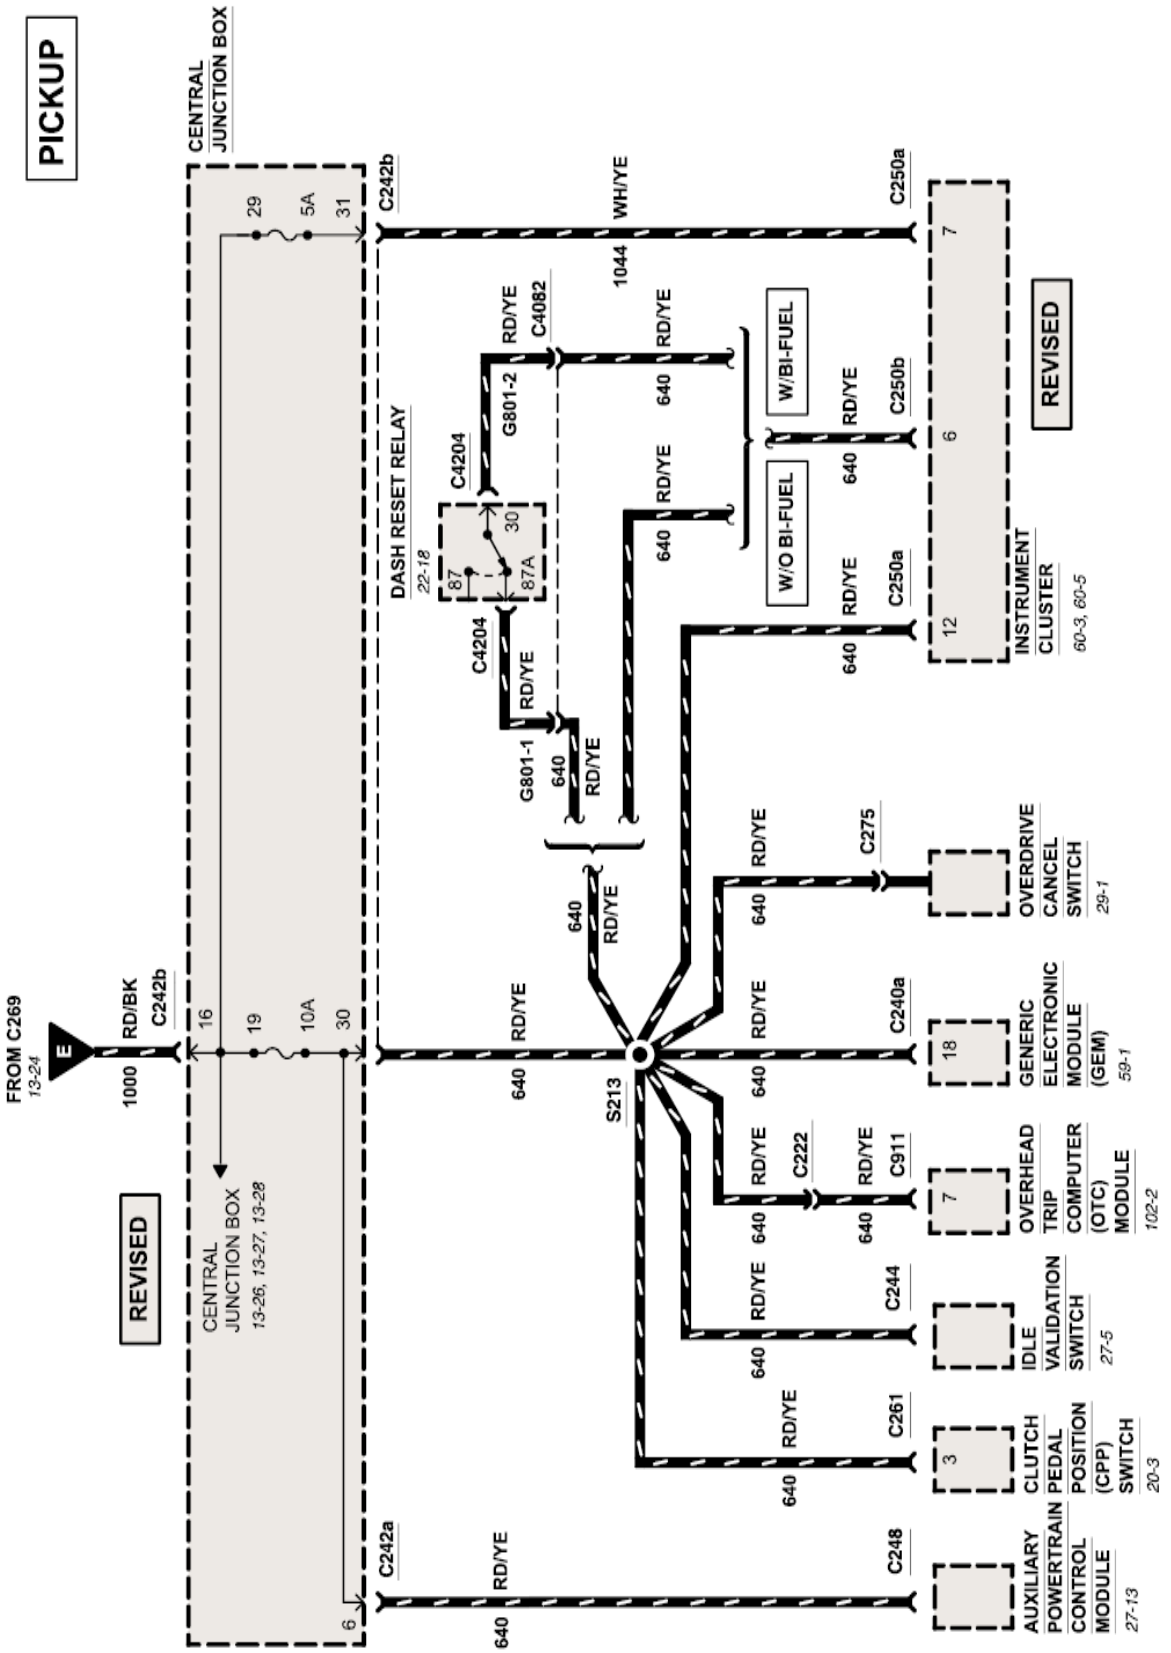 FROM C269
13-24
E
PICKUP
1000
RD/BK
C242b
REVISED
CENTRAL
JUNCTION BOX
16
CENTRAL
JUNCTION BOX
13-26, 13-27, 13-28
19
10A
30
29
5A
31
6
C242a
C242b
640
RD/YE
640
RD/YE
DASH RESET RELAY
22-18
C4204
87
87A
30
C4204
G801-1
RD/YE
G801-2
RD/YE
C4082
640
RD/YE
640
RD/YE
1044
WH/YE
S213
640
RD/YE
640
RD/YE
W/O BI-FUEL
W/BI-FUEL
640
RD/YE
640
RD/YE
640
RD/YE
C222
640
RD/YE
640
RD/YE
640
RD/YE
640
RD/YE
640
RD/YE
640
RD/YE
C275
C248
C261
C244
C911
C240a
C250a
C250b
C250a
3
7
18
12
6
7
AUXILIARY
POWERTRAIN
CONTROL
MODULE
27-13
CLUTCH
PEDAL
POSITION
(CPP)
SWITCH
20-3
IDLE
VALIDATION
SWITCH
27-5
OVERHEAD
TRIP
COMPUTER
(OTC)
MODULE
102-2
GENERIC
ELECTRONIC
MODULE
(GEM)
59-1
OVERDRIVE
CANCEL
SWITCH
29-1
INSTRUMENT
CLUSTER
60-3, 60-5
REVISED